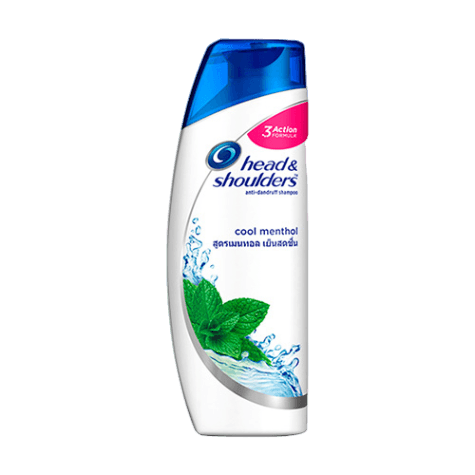 3 Action
FORMULA
head &
shoulders
anti-dandruff shampoo
cool menthol
สูตรเมนทอล เย็นสดชื่น